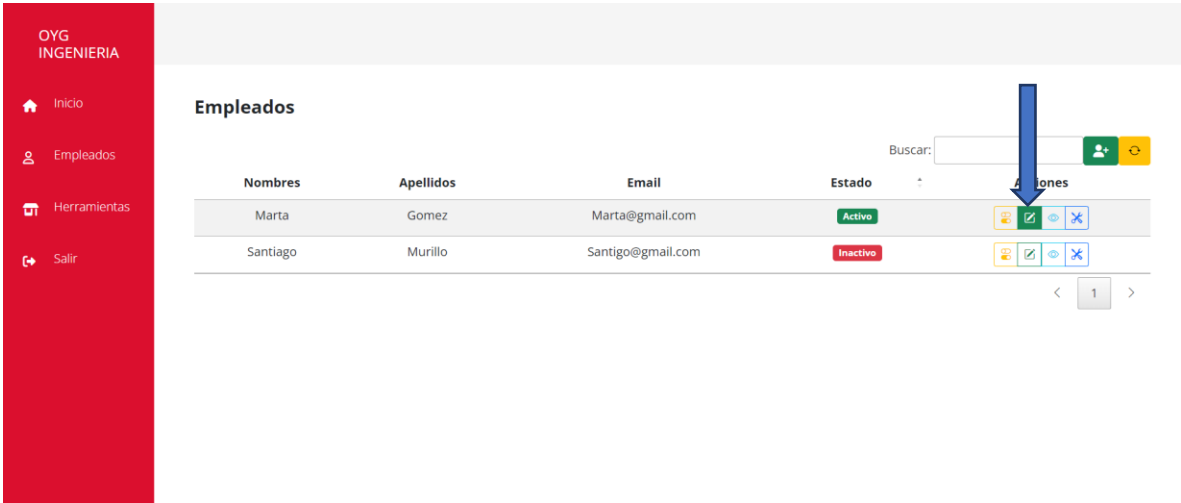 OYG
INGENIERIA
Inicio
Empleados
Herramientas
Salir
Empleados
Buscar:
Nombres Apellidos Email Estado
Marta Gomez Marta@gmail.com Activo
Santiago Murillo Santigo@gmail.com Inactivo
1